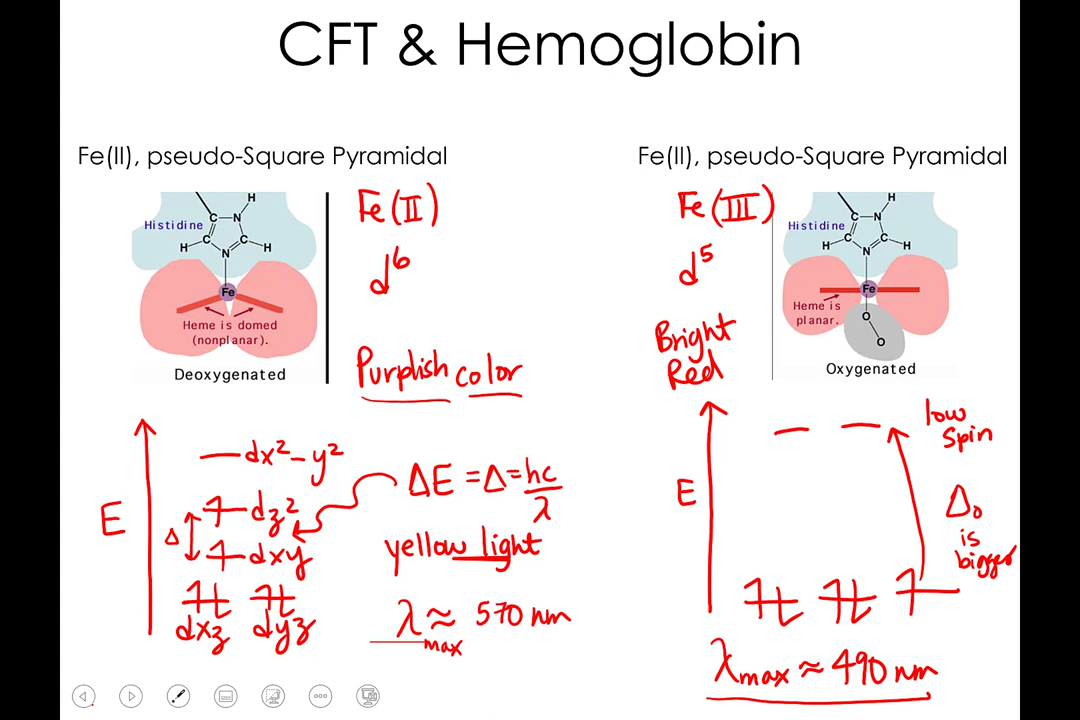 CFT & Hemoglobin
Fe(II), pseudo-Square Pyramidal
Histidine
H
C
N
H
C
C
H
N
Fe
Heme is domed
(nonplanar).
Deoxygenated
Fe(II)
d⁶
Purplish color
E
dx²-y²
dz²
Δ
dxy
dxz dyz
ΔE = Δ = hc/λ
yellow light
λmax ≈ 570 nm
Fe(II), pseudo-Square Pyramidal
Fe(III)
d⁵
Bright
Red
Histidine
H
C
N
H
C
C
H
N
Fe
Heme is
planar.
O
O
Oxygenated
E
low
spin
Δo
is
bigger
λmax ≈ 490 nm